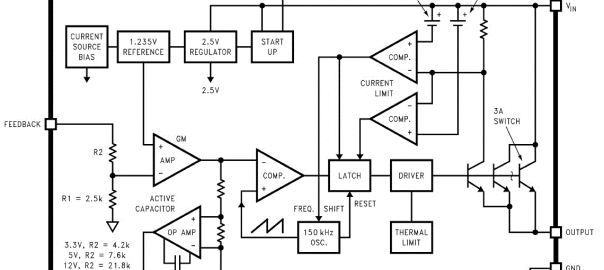 VIN
CURRENT
SOURCE
BIAS
1.235V
REFERENCE
2.5V
REGULATOR
START
UP
+
+
+
COMP.
−
CURRENT
LIMIT
2.5V
−
COMP.
+
3A
SWITCH
FEEDBACK
GM
+
AMP
−
R2
−
COMP.
+
LATCH
DRIVER
R1 = 2.5k
ACTIVE
CAPACITOR
FREQ. SHIFT
RESET
+
OP AMP
−
150 kHz
OSC.
THERMAL
LIMIT
OUTPUT
3.3V, R2 = 4.2k
5V, R2 = 7.6k
12V, R2 = 21.8k
GND